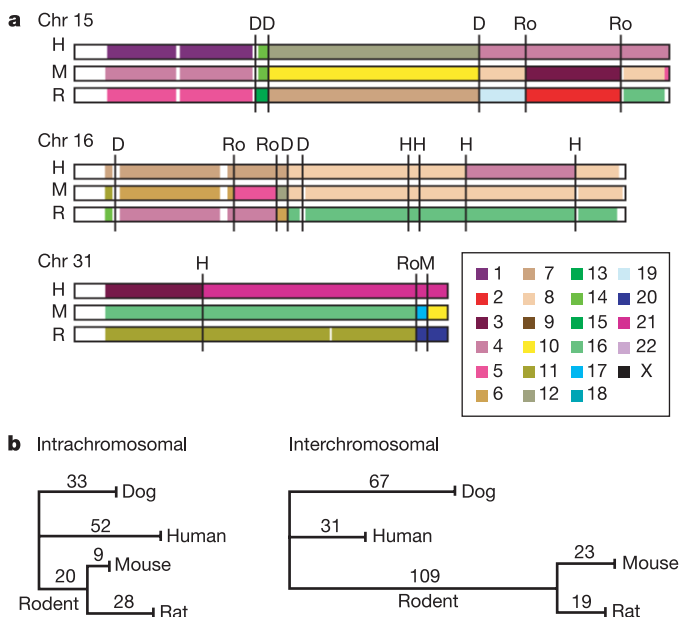 a Chr 15
D D D Ro Ro
H
M
R
Chr 16
D Ro Ro D D H H H H
H
M
R
Chr 31
H Ro M
H
M
R
1 7 13 19
2 8 14 20
3 9 15 21
4 10 16 22
5 11 17 X
6 12 18
b Intrachromosomal Interchromosomal
33 Dog
52 Human
9 Mouse
20 Rodent
28 Rat
67 Dog
31 Human
109 Rodent
23 Mouse
19 Rat